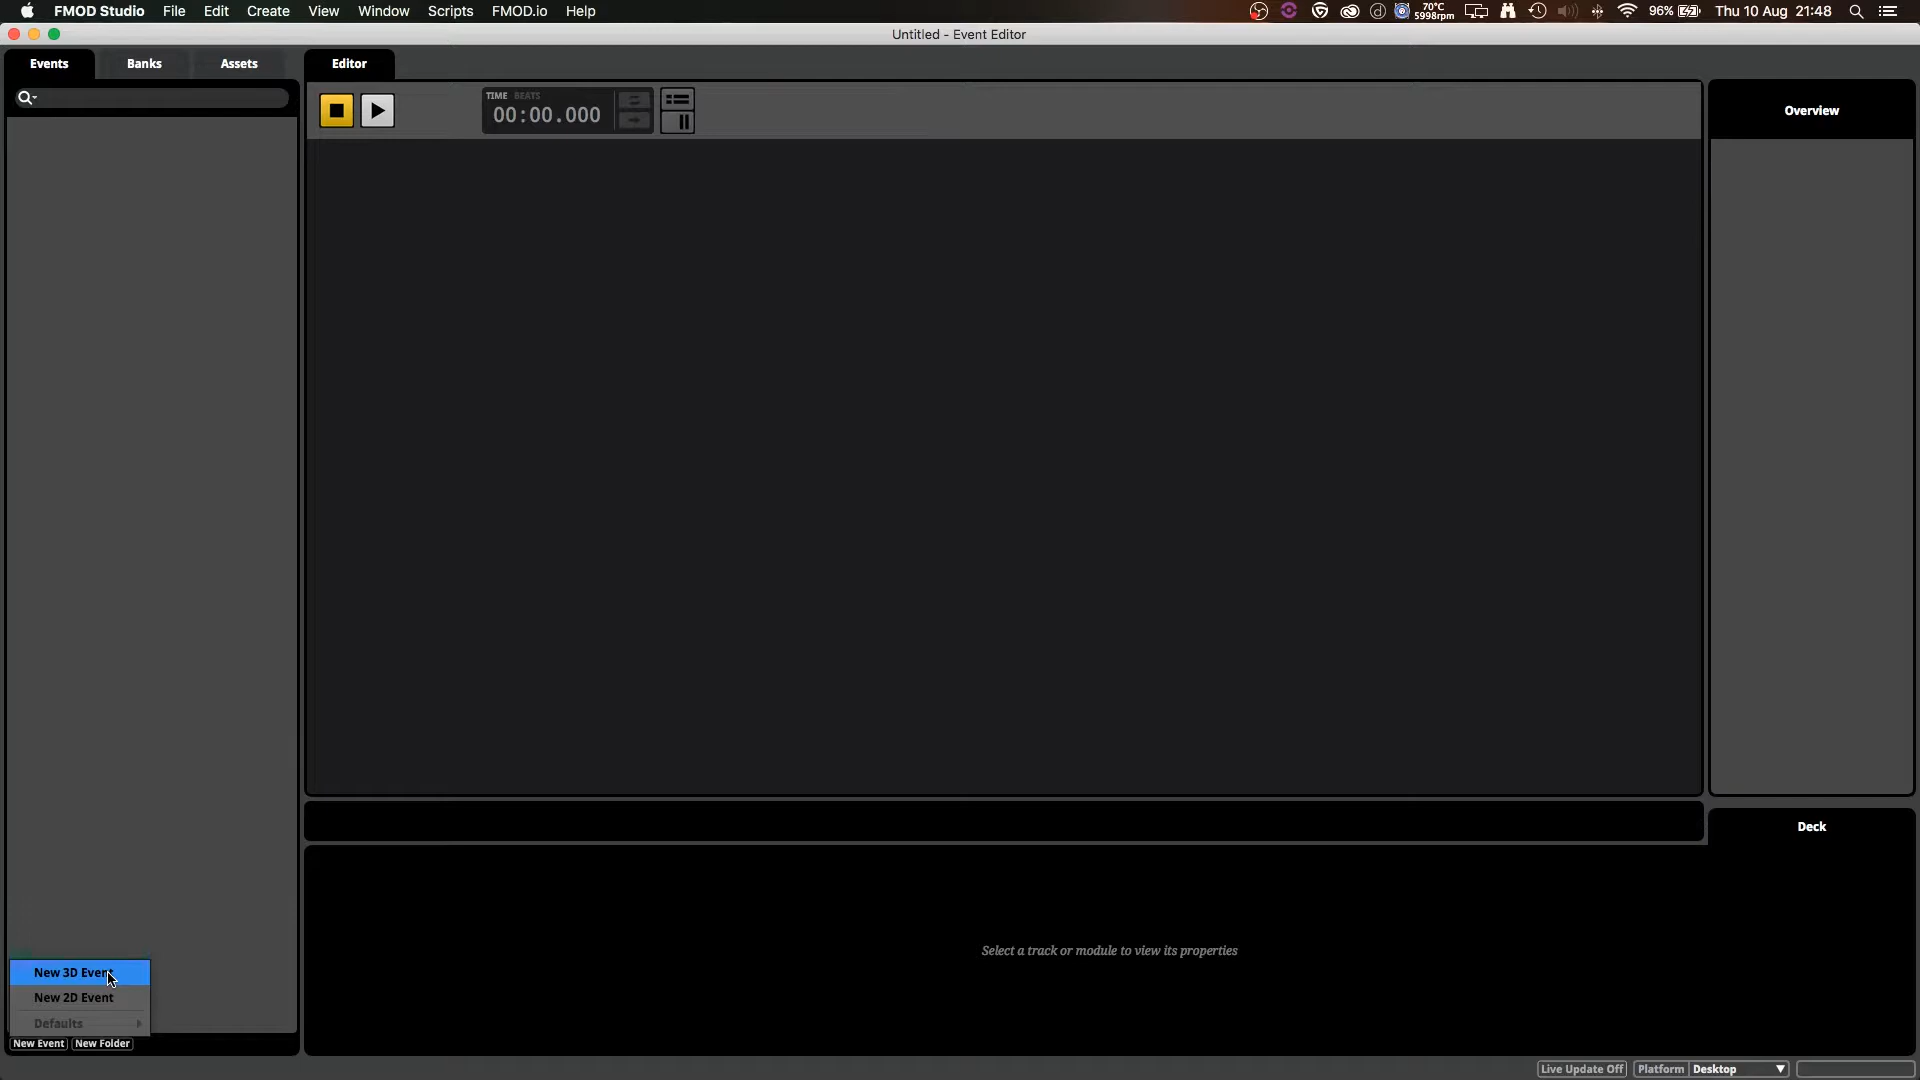 FMOD Studio File Edit Create View Window Scripts FMOD.io Help 70°C 5998rpm 96% Thu 10 Aug 21:48
Untitled - Event Editor
Events Banks Assets Editor
TIME BEATS
00:00.000
Overview
Deck
Select a track or module to view its properties
New 3D Event
New 2D Event
Defaults
New Event New Folder
Live Update Off Platform Desktop